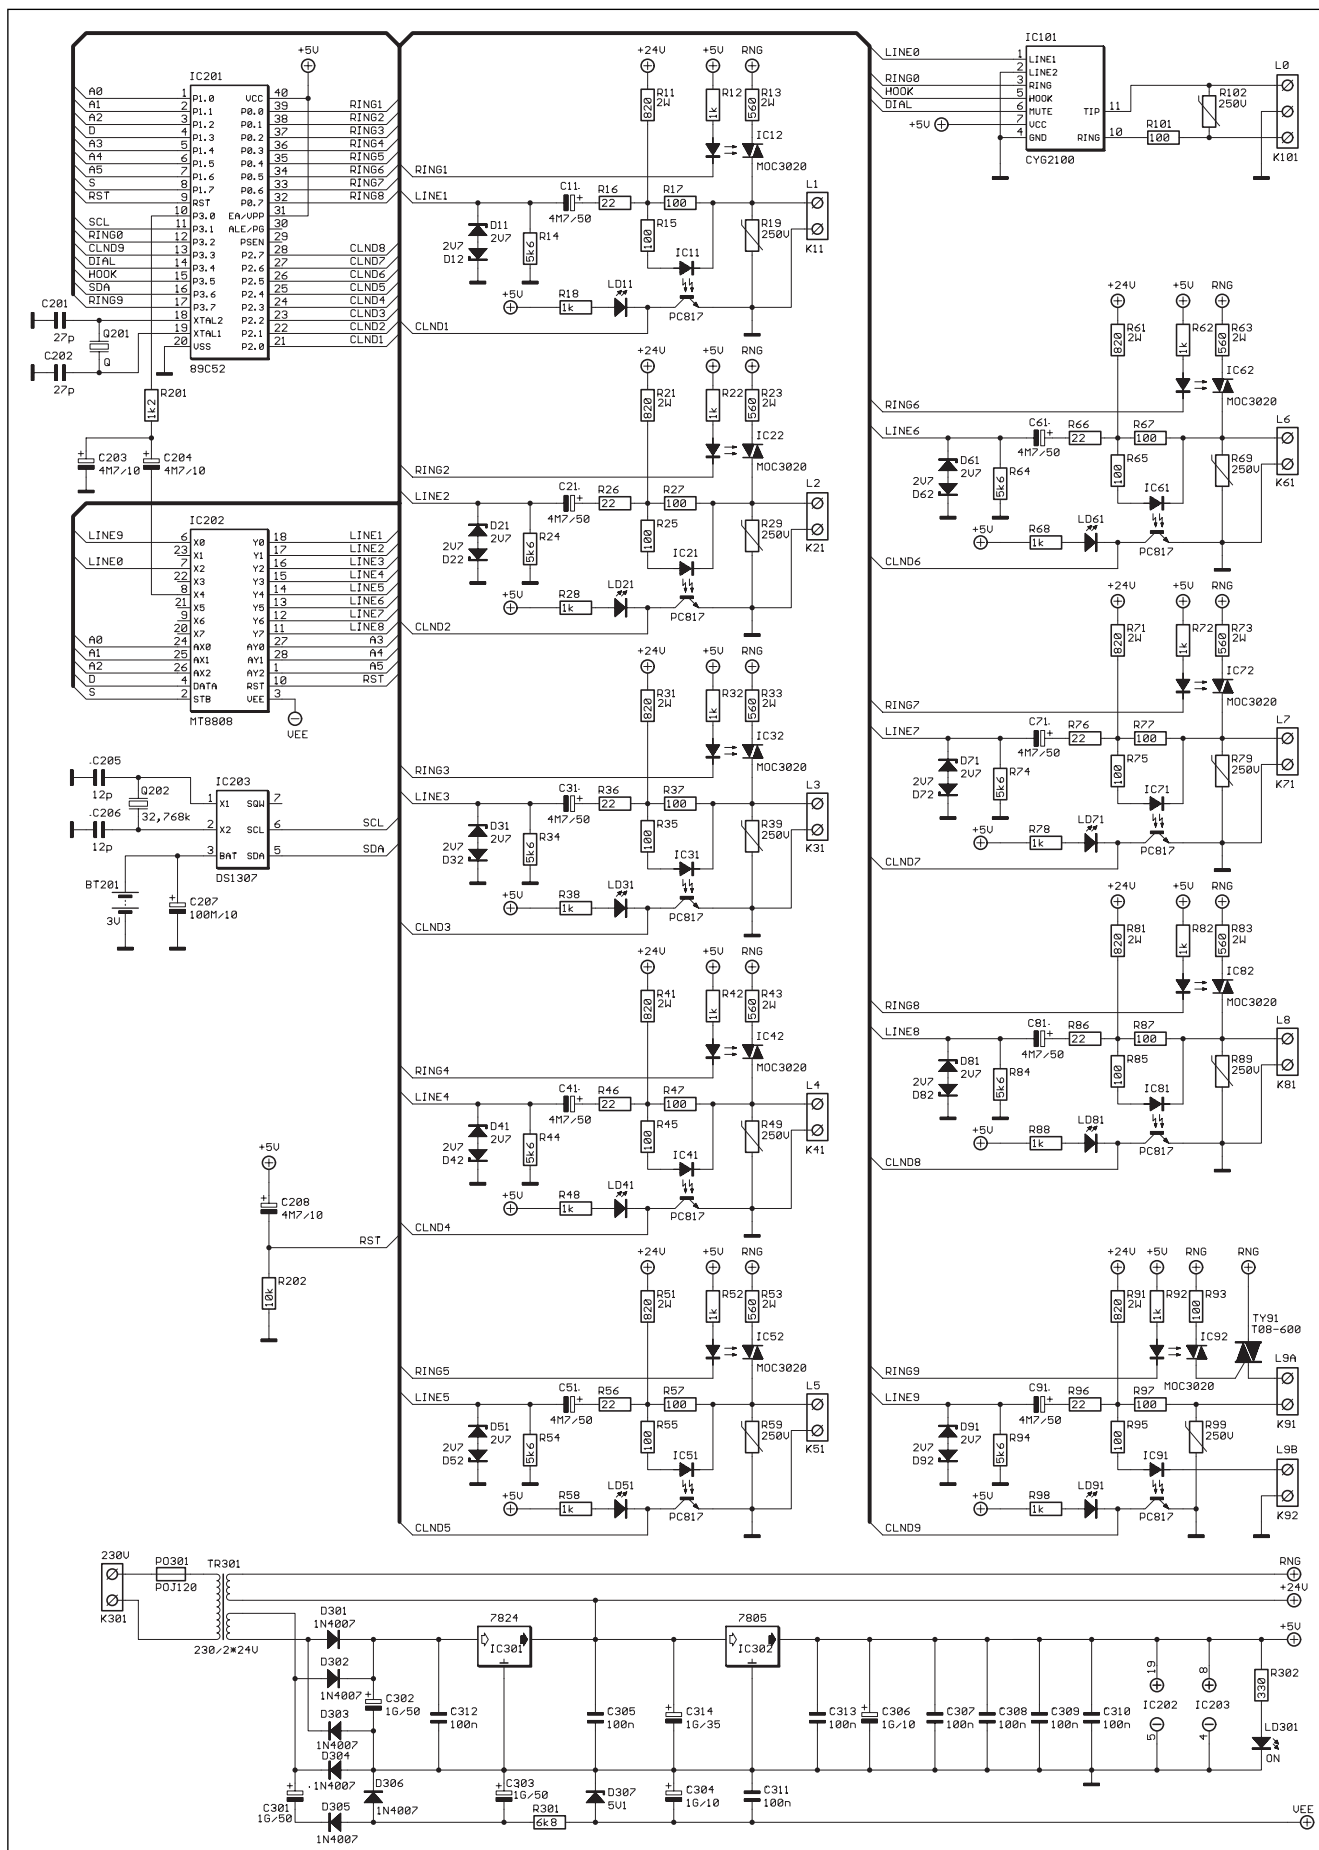 +5V
IC201
A0 1 P1.0 VCC 40
A1 2 P1.1 P0.0 39 RING1
A2 3 P1.2 P0.1 38 RING2
D 4 P1.3 P0.2 37 RING3
A3 5 P1.4 P0.3 36 RING4
A4 6 P1.5 P0.4 35 RING5
A5 7 P1.6 P0.5 34 RING6
S 8 P1.7 P0.6 33 RING7
RST 9 RST P0.7 32 RING8
10 P3.0 EA/VPP 31
SCL 11 P3.1 ALE/PG 30
RING0 12 P3.2 PSEN 29
CLND9 13 P3.3 P2.7 28 CLND8
DIAL 14 P3.4 P2.6 27 CLND7
HOOK 15 P3.5 P2.5 26 CLND6
SDA 16 P3.6 P2.4 25 CLND5
RING9 17 P3.7 P2.3 24 CLND4
18 XTAL2 P2.2 23 CLND3
19 XTAL1 P2.1 22 CLND2
20 VSS P2.0 21 CLND1
89C52
C201
27p
Q201
Q
C202
27p
R201
1k2
C203
4M7/10
C204
4M7/10
IC202
LINE9 6 X0 Y0 18 LINE1
23 X1 Y1 17 LINE2
LINE0 7 X2 Y2 16 LINE3
22 X3 Y3 15 LINE4
8 X4 Y4 14 LINE5
21 X5 Y5 13 LINE6
9 X6 Y6 12 LINE7
20 X7 Y7 11 LINE8
A0 24 AX0 AY0 27 A3
A1 25 AX1 AY1 28 A4
A2 26 AX2 AY2 1 A5
D 4 DATA RST 10 RST
S 2 STB VEE 3
MT8808
VEE
C205
12p
Q202
32,768k
C206
12p
IC203
1 X1 SQW 7
2 X2 SCL 6 SCL
3 BAT SDA 5 SDA
DS1307
BT201
3V
C207
100M/10
+5V
C208
4M7/10
RST
R202
10k
+24V +5V RNG
R11 820 2W
R12 1k
R13 560 2W
IC12
MOC3020
RING1
LINE1
C11 4M7/50
R16 22
R17 100
L1
D11 2V7
2V7 D12
R14 5k6
R15 100
IC11
R19 250V
K11
+5V
R18 1k
LD11
PC817
CLND1
+24V +5V RNG
R21 820 2W
R22 1k
R23 560 2W
IC22
MOC3020
RING2
LINE2
C21 4M7/50
R26 22
R27 100
L2
D21 2V7
2V7 D22
R24 5k6
R25 100
IC21
R29 250V
K21
+5V
R28 1k
LD21
PC817
CLND2
+24V +5V RNG
R31 820 2W
R32 1k
R33 560 2W
IC32
MOC3020
RING3
LINE3
C31 4M7/50
R36 22
R37 100
L3
D31 2V7
2V7 D32
R34 5k6
R35 100
IC31
R39 250V
K31
+5V
R38 1k
LD31
PC817
CLND3
+24V +5V RNG
R41 820 2W
R42 1k
R43 560 2W
IC42
MOC3020
RING4
LINE4
C41 4M7/50
R46 22
R47 100
L4
D41 2V7
2V7 D42
R44 5k6
R45 100
IC41
R49 250V
K41
+5V
R48 1k
LD41
PC817
CLND4
+24V +5V RNG
R51 820 2W
R52 1k
R53 560 2W
IC52
MOC3020
RING5
LINE5
C51 4M7/50
R56 22
R57 100
L5
D51 2V7
2V7 D52
R54 5k6
R55 100
IC51
R59 250V
K51
+5V
R58 1k
LD51
PC817
CLND5
IC101
LINE0 1 LINE1
2 LINE2
RING0 3 RING
HOOK 5 HOOK
DIAL 6 MUTE TIP 11
+5V 7 VCC
4 GND RING 10
CYG2100
R101
100
R102
250V
L0
K101
+24V +5V RNG
R61 820 2W
R62 1k
R63 560 2W
IC62
MOC3020
RING6
LINE6
C61 4M7/50
R66 22
R67 100
L6
D61 2V7
2V7 D62
R64 5k6
R65 100
IC61
R69 250V
K61
+5V
R68 1k
LD61
PC817
CLND6
+24V +5V RNG
R71 820 2W
R72 1k
R73 560 2W
IC72
MOC3020
RING7
LINE7
C71 4M7/50
R76 22
R77 100
L7
D71 2V7
2V7 D72
R74 5k6
R75 100
IC71
R79 250V
K71
+5V
R78 1k
LD71
PC817
CLND7
+24V +5V RNG
R81 820 2W
R82 1k
R83 560 2W
IC82
MOC3020
RING8
LINE8
C81 4M7/50
R86 22
R87 100
L8
D81 2V7
2V7 D82
R84 5k6
R85 100
IC81
R89 250V
K81
+5V
R88 1k
LD81
PC817
CLND8
+24V +5V RNG RNG
R91 820 2W
R92 1k
R93 100
TY91
T08-600
IC92
MOC3020
RING9
LINE9
C91 4M7/50
R96 22
R97 100
L9A
K91
D91 2V7
2V7 D92
R94 5k6
R95 100
IC91
R99 250V
L9B
K92
+5V
R98 1k
LD91
PC817
CLND9
230V
K301
PO301
POJ120
TR301
230/2*24V
RNG
+24V
+5V
D301
1N4007
D302
1N4007
D303
1N4007
D304
1N4007
D305
1N4007
D306
1N4007
C301
1G/50
C302
1G/50
C312
100n
7824
IC301
C303
1G/50
R301
6k8
C305
100n
D307
5V1
C314
1G/35
C304
1G/10
7805
IC302
C311
100n
C313
100n
C306
1G/10
C307
100n
C308
100n
C309
100n
C310
100n
19
IC202
5
8
IC203
4
R302
330
LD301
ON
VEE